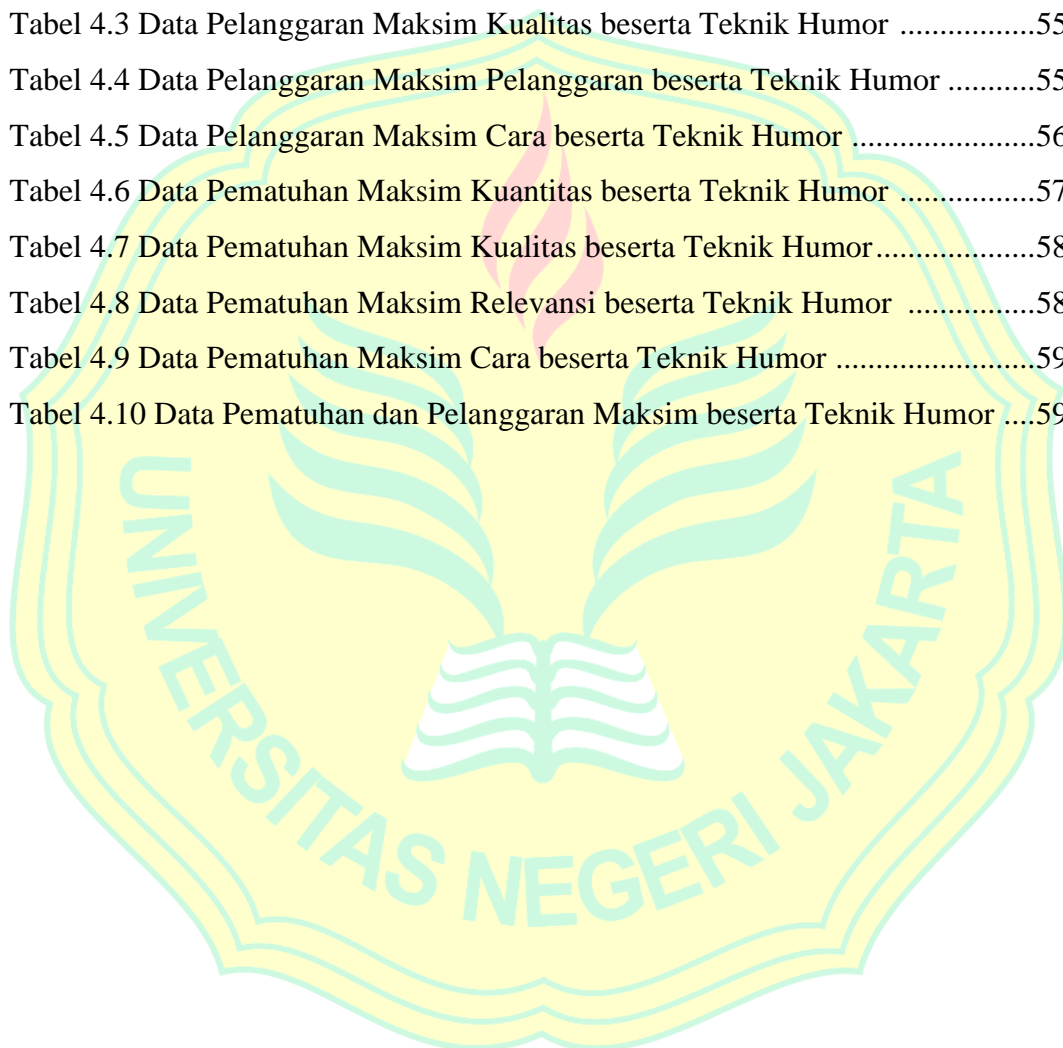 Tabel 4.3 Data Pelanggaran Maksim Kualitas beserta Teknik Humor .................55
Tabel 4.4 Data Pelanggaran Maksim Pelanggaran beserta Teknik Humor ...........55
Tabel 4.5 Data Pelanggaran Maksim Cara beserta Teknik Humor .......................56
Tabel 4.6 Data Pematuhan Maksim Kuantitas beserta Teknik Humor .................57
Tabel 4.7 Data Pematuhan Maksim Kualitas beserta Teknik Humor....................58
Tabel 4.8 Data Pematuhan Maksim Relevansi beserta Teknik Humor ................58
Tabel 4.9 Data Pematuhan Maksim Cara beserta Teknik Humor .........................59
Tabel 4.10 Data Pematuhan dan Pelanggaran Maksim beserta Teknik Humor ....59
UNIVERSITAS NEGERI JAKARTA